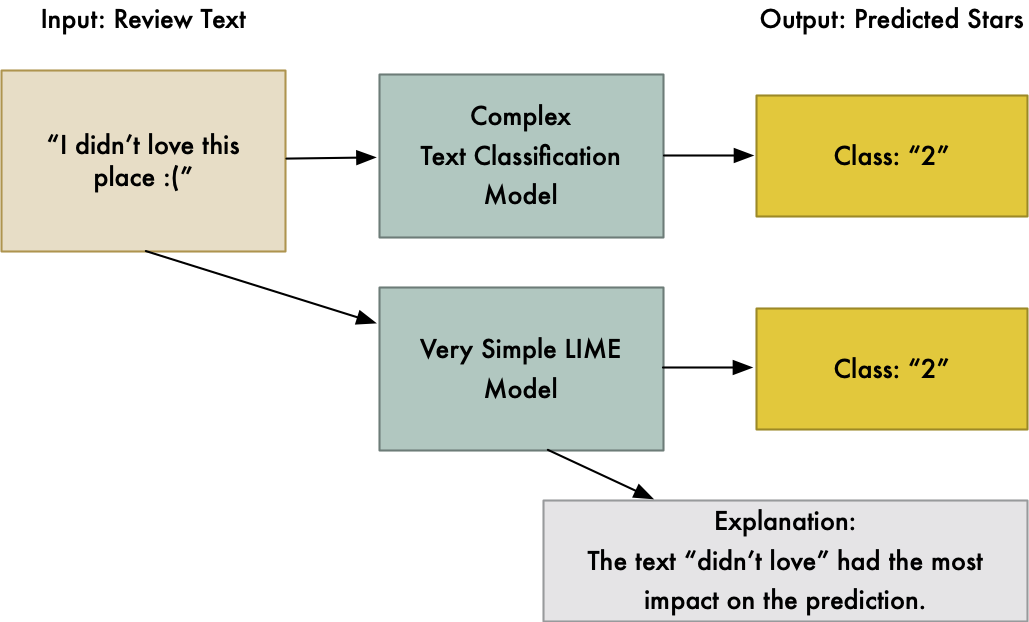 Input: Review Text
Output: Predicted Stars
“I didn’t love this
place :(”
Complex
Text Classification
Model
Class: “2”
Very Simple LIME
Model
Class: “2”
Explanation:
The text “didn’t love” had the most
impact on the prediction.